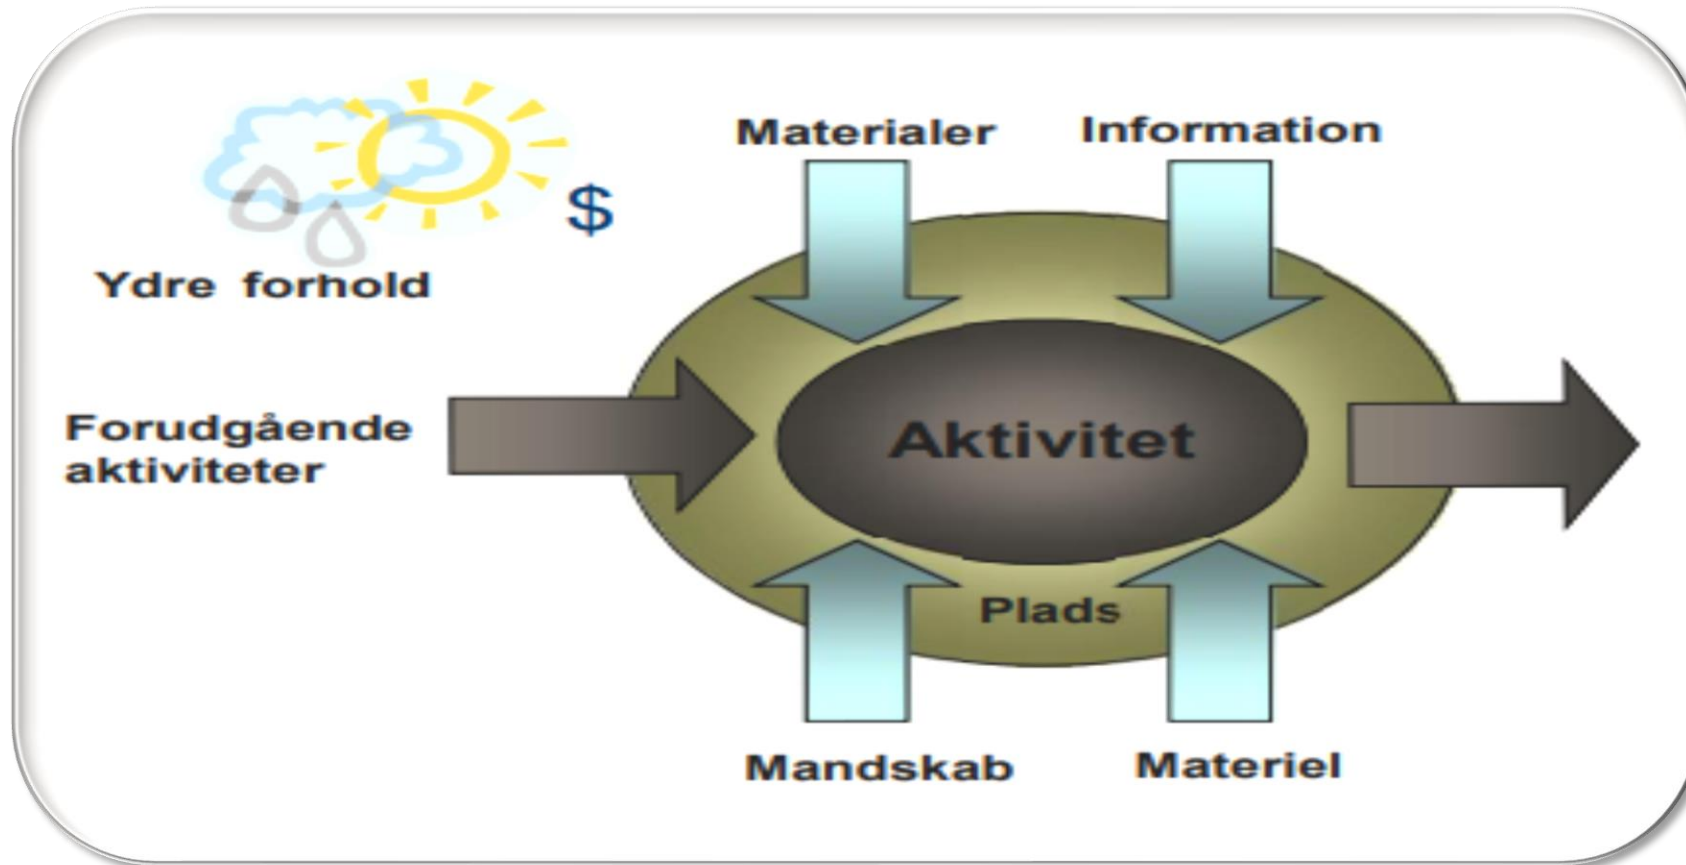 Materialer
Information
$
Ydre forhold
Forudgående
aktiviteter
Aktivitet
Plads
Mandskab
Materiel